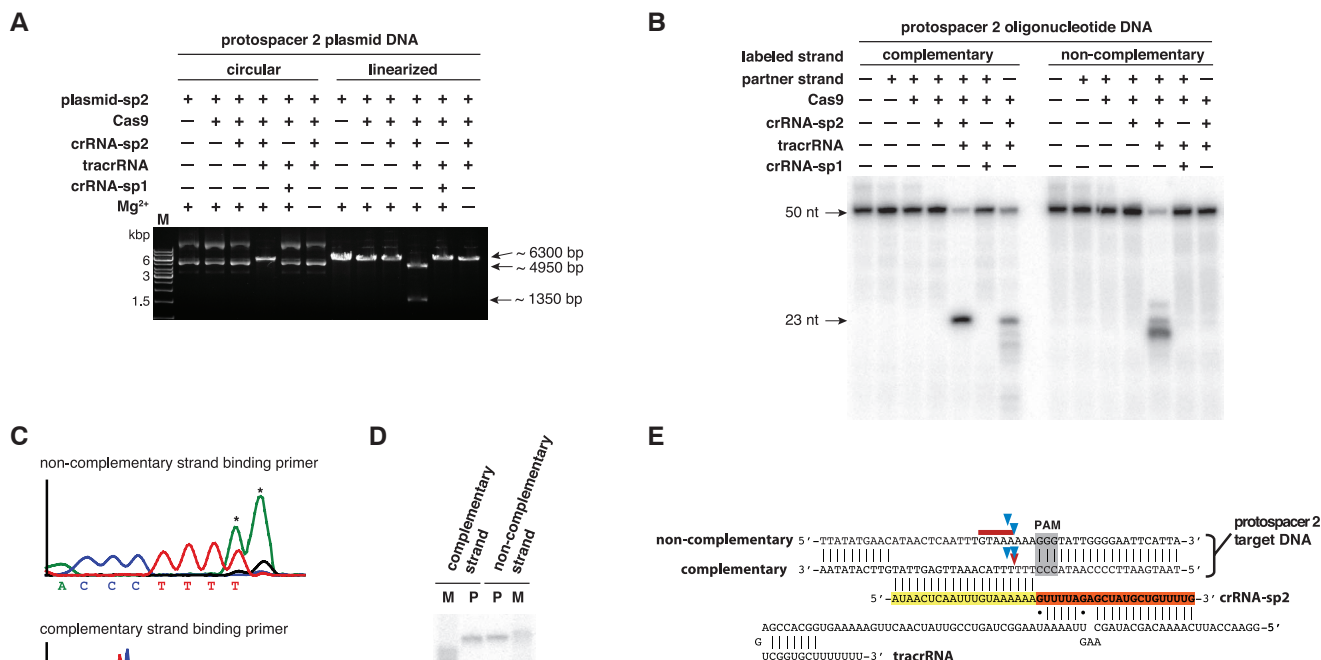 A
protospacer 2 plasmid DNA
circular linearized
plasmid-sp2 + + + + + + + + + + + +
Cas9 — + + + + + — + + + + +
crRNA-sp2 — — + + — + — — + + — +
tracrRNA — — — + + + — — — + + +
crRNA-sp1 — — — — + — — — — — + —
Mg2+ + + + + + — + + + + + —
M
kbp
6
3
1.5
~ 6300 bp
~ 4950 bp
~ 1350 bp
B
protospacer 2 oligonucleotide DNA
labeled strand complementary non-complementary
partner strand — + + + + + — — + + + + + —
Cas9 — — + + + + + — — + + + + +
crRNA-sp2 — — — + + — + — — — + + — +
tracrRNA — — — — + + + — — — — + + +
crRNA-sp1 — — — — — + — — — — — — + —
50 nt
23 nt
C
non-complementary strand binding primer
* *
A C C C T T T T
complementary strand binding primer
D
complementary strand
non-complementary strand
M P P M
E
PAM
non-complementary 5'-TTATATGAACATAACTCAATTTGTAAAAAAGGGTATTGGGGAATTCATTA-3'
complementary 3'-AATATACTTGTATTGAGTTAAACATTTTTTCCCATAACCCCTTAAGTAAT-5'
protospacer 2 target DNA
5'-AUAACUCAAUUUGUAAAAAAGUUUUAGAGCUAUGCUGUUUUG-3' crRNA-sp2
AGCCACGGUGAAAAAGUUCAACUAUUGCCUGAUCGGAAUAAAAUU CGAUACGACAAAACUUACCAAGG-5'
G
GAA
UCGGUGCUUUUUUU-3' tracrRNA